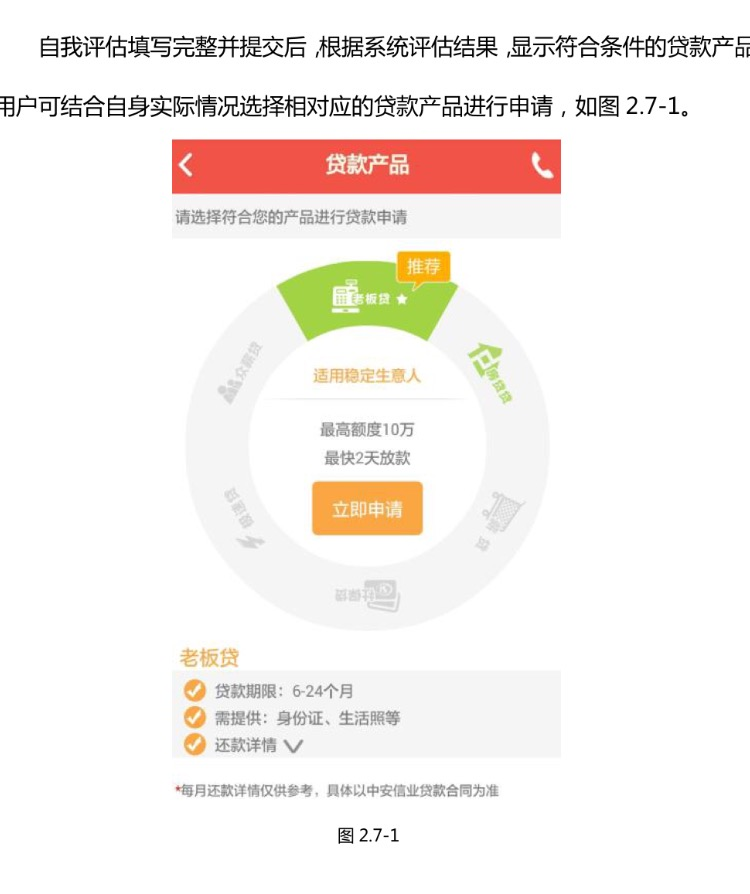 自我评估填写完整并提交后，根据系统评估结果，显示符合条件的贷款产品
用户可结合自身实际情况选择相对应的贷款产品进行申请，如图 2.7-1。
贷款产品
请选择符合您的产品进行贷款申请
推荐
老板贷
众薪贷
房贷贷
适用稳定生意人
最高额度10万
最快2天放款
立即申请
极速贷
社保贷
老板贷
贷款期限：6-24个月
需提供：身份证、生活照等
还款详情
*每月还款详情仅供参考，具体以中安信业贷款合同为准
图 2.7-1